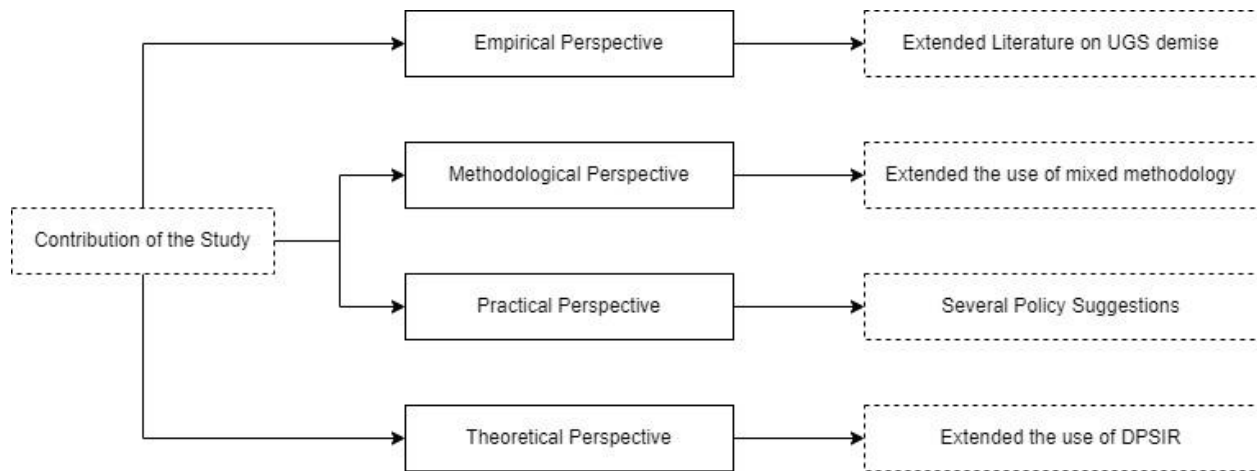 Empirical Perspective
Extended Literature on UGS demise
Methodological Perspective
Extended the use of mixed methodology
Contribution of the Study
Practical Perspective
Several Policy Suggestions
Theoretical Perspective
Extended the use of DPSIR